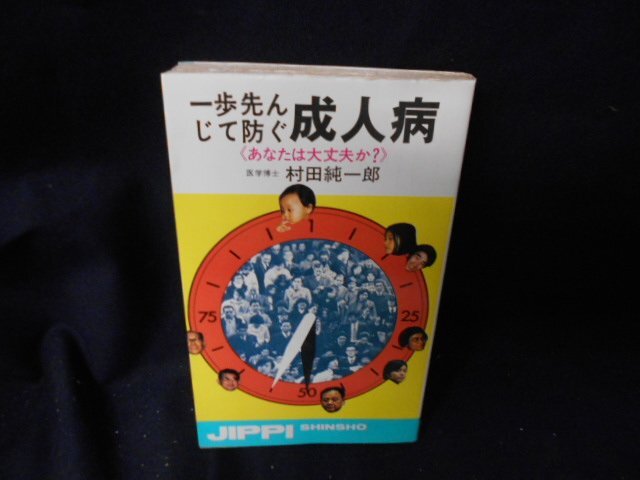 一歩先ん
じて防ぐ
成人病
《あなたは大丈夫か?》
医学博士 村田純一郎
1
75
25
50
JIPPI SHINSHO